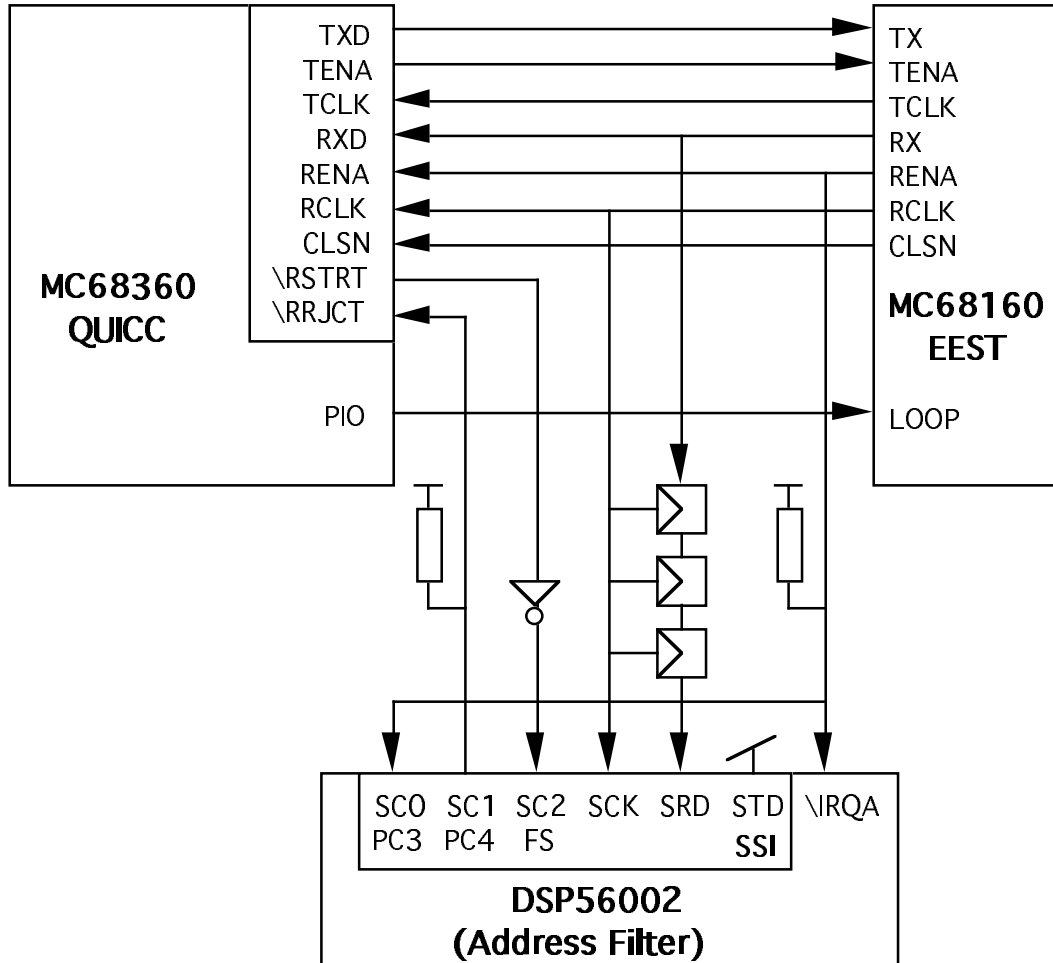 TXD
TENA
TCLK
RXD
RENA
RCLK
CLSN
\RSTRT
\RRJCT
MC68360
QUICC
PIO
TX
TENA
TCLK
RX
RENA
RCLK
CLSN
MC68160
EEST
LOOP
SC0 SC1 SC2 SCK SRD STD \IRQA
PC3 PC4 FS SSI
DSP56002
(Address Filter)